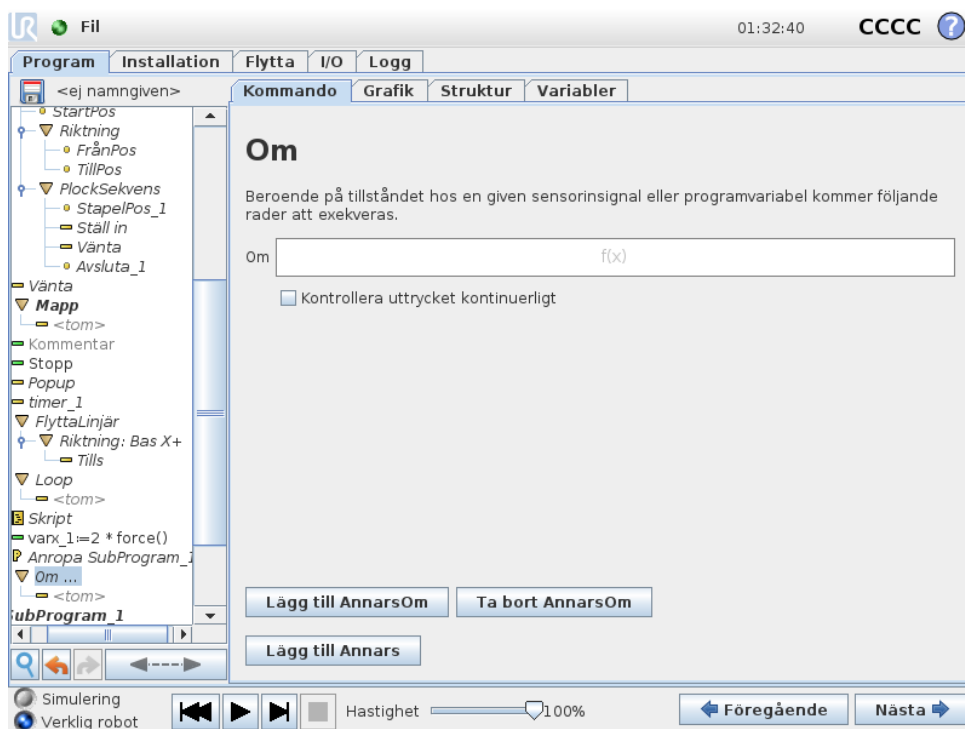 Fil
01:32:40
CCCC
?
Program Installation Flytta I/O Logg
<ej namngiven>
Kommando Grafik Struktur Variabler
StartPos
Riktning
FrånPos
TillPos
PlockSekvens
StapelPos_1
Ställ in
Vänta
Avsluta_1
Vänta
Mapp
<tom>
Kommentar
Stopp
Popup
timer_1
FlyttaLinjär
Riktning: Bas X+
Tills
Loop
<tom>
Skript
varx_1:=2 * force()
Anropa SubProgram_1
Om ...
<tom>
SubProgram_1
Om
Beroende på tillståndet hos en given sensorinsignal eller programvariabel kommer följande
rader att exekveras.
Om f(x)
Kontrollera uttrycket kontinuerligt
Lägg till AnnarsOm Ta bort AnnarsOm
Lägg till Annars
Simulering
Verklig robot
Hastighet 100%
Föregående Nästa